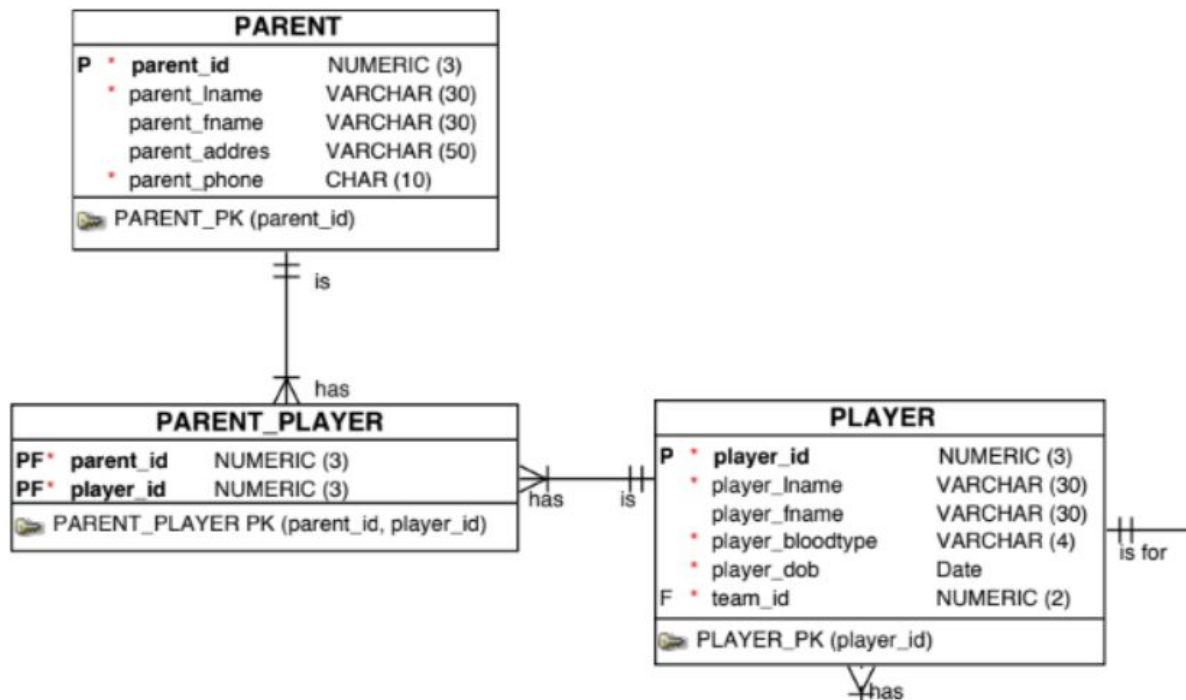 PARENT
P * parent_id NUMERIC (3)
* parent_lname VARCHAR (30)
parent_fname VARCHAR (30)
parent_addres VARCHAR (50)
* parent_phone CHAR (10)
PARENT_PK (parent_id)
is
has
PARENT_PLAYER
PF* parent_id NUMERIC (3)
PF* player_id NUMERIC (3)
PARENT_PLAYER PK (parent_id, player_id)
has
is
PLAYER
P * player_id NUMERIC (3)
* player_lname VARCHAR (30)
player_fname VARCHAR (30)
* player_bloodtype VARCHAR (4)
* player_dob Date
F * team_id NUMERIC (2)
PLAYER_PK (player_id)
is for
has